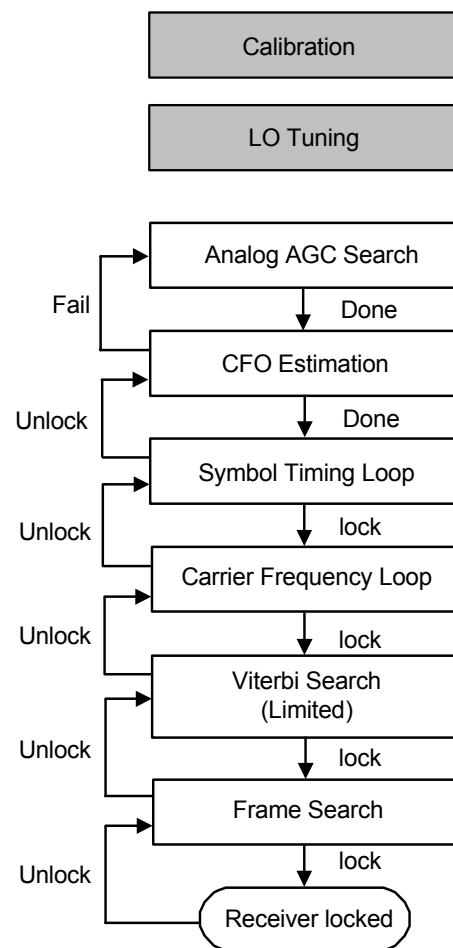 Calibration
LO Tuning
Analog AGC Search
Fail
Done
CFO Estimation
Unlock
Done
Symbol Timing Loop
Unlock
lock
Carrier Frequency Loop
Unlock
lock
Viterbi Search
(Limited)
Unlock
lock
Frame Search
Unlock
lock
Receiver locked